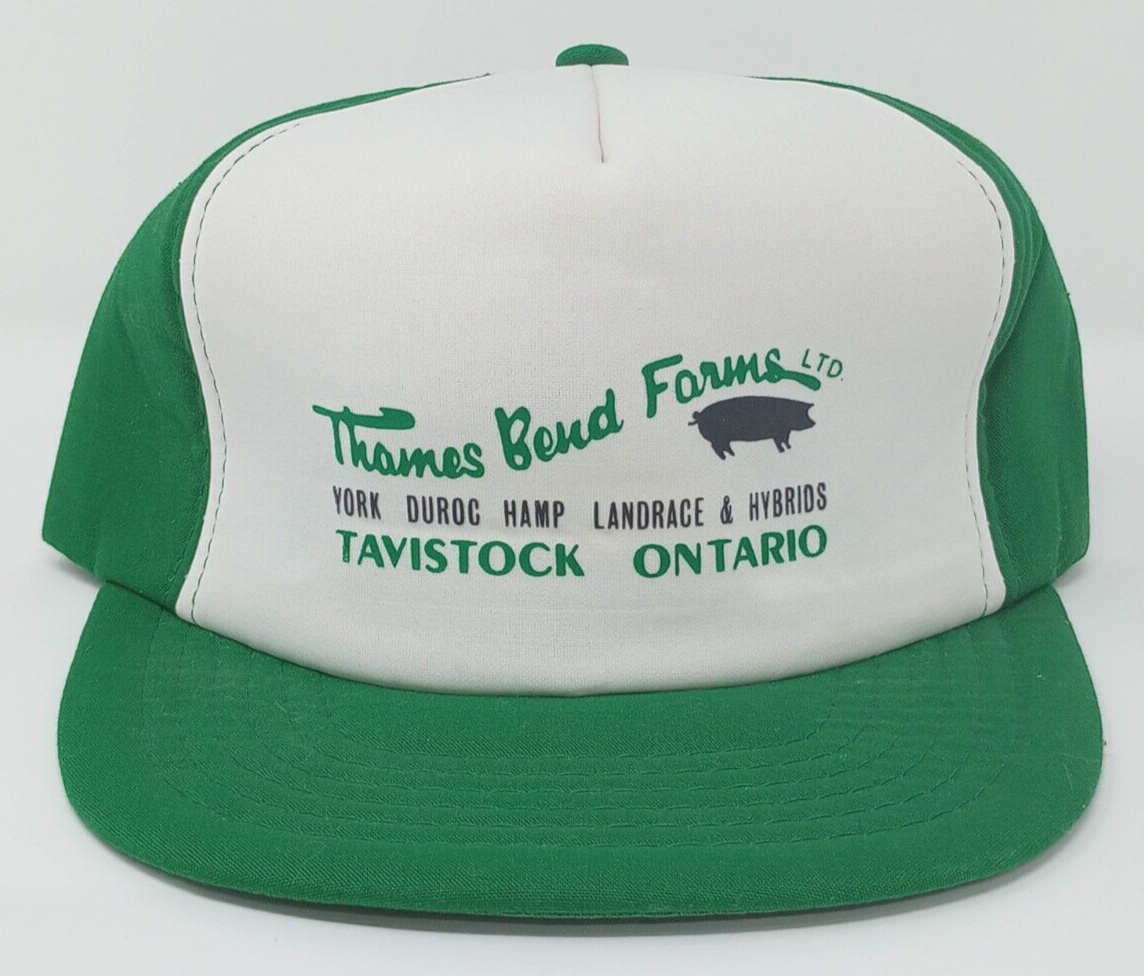 Thames Bend Farms LTD.
YORK DUROC HAMP LANDRACE & HYBRIDS
TAVISTOCK ONTARIO